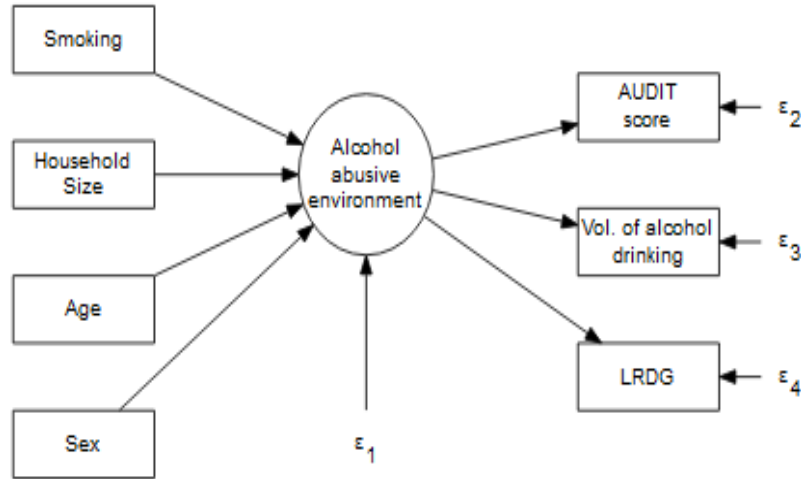 Smoking
Household
Size
Age
Sex
Alcohol
abusive
environment
ε1
AUDIT
score
ε2
Vol. of alcohol
drinking
ε3
LRDG
ε4